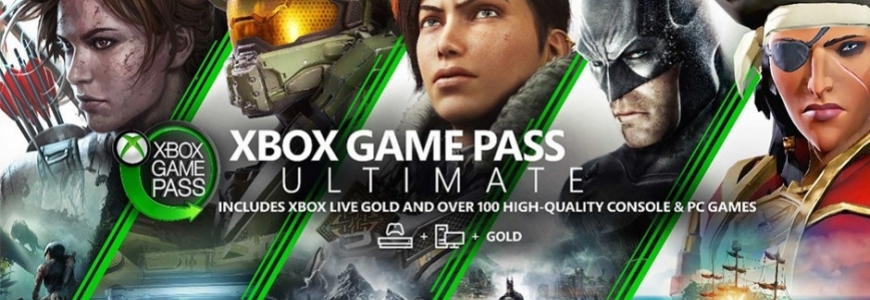 XBOX
GAME
PASS
XBOX GAME PASS
ULTIMATE
INCLUDES XBOX LIVE GOLD AND OVER 100 HIGH-QUALITY CONSOLE & PC GAMES
+ + GOLD